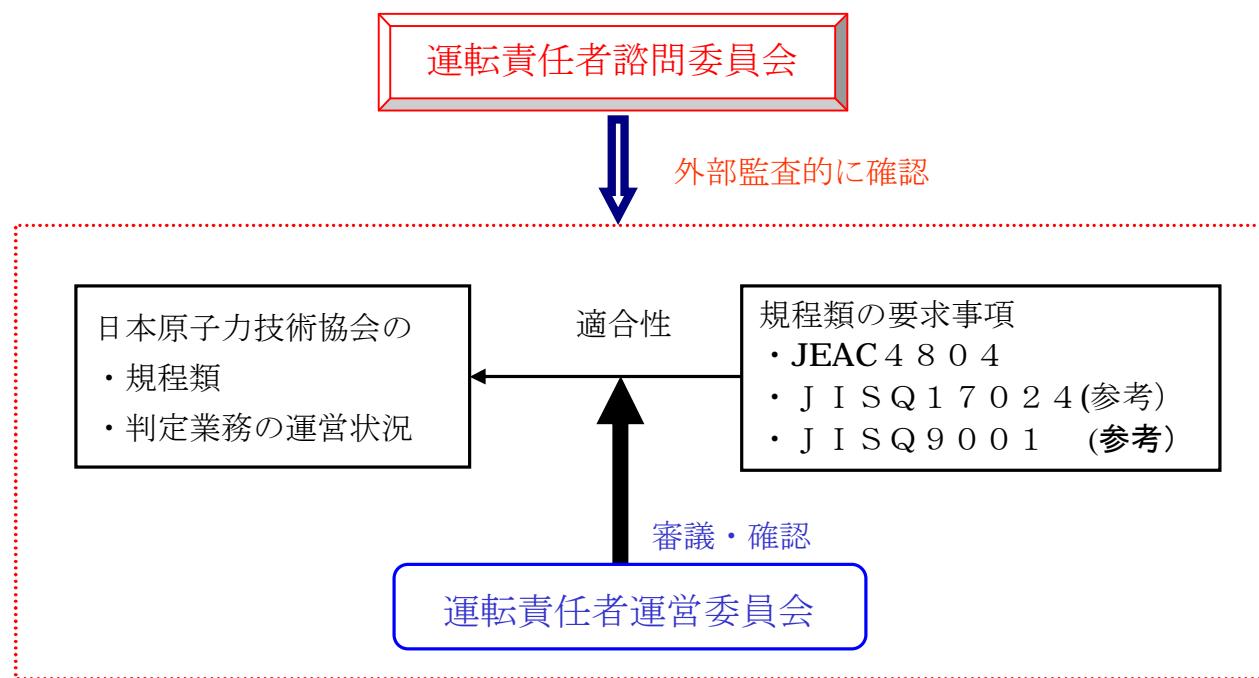 運転責任者諮問委員会
外部監査的に確認
日本原子力技術協会の
・規程類
・判定業務の運営状況
適合性
規程類の要求事項
・JEAC４８０４
・ＪＩＳＱ１７０２４(参考）
・ＪＩＳＱ９００１　(参考）
審議・確認
運転責任者運営委員会